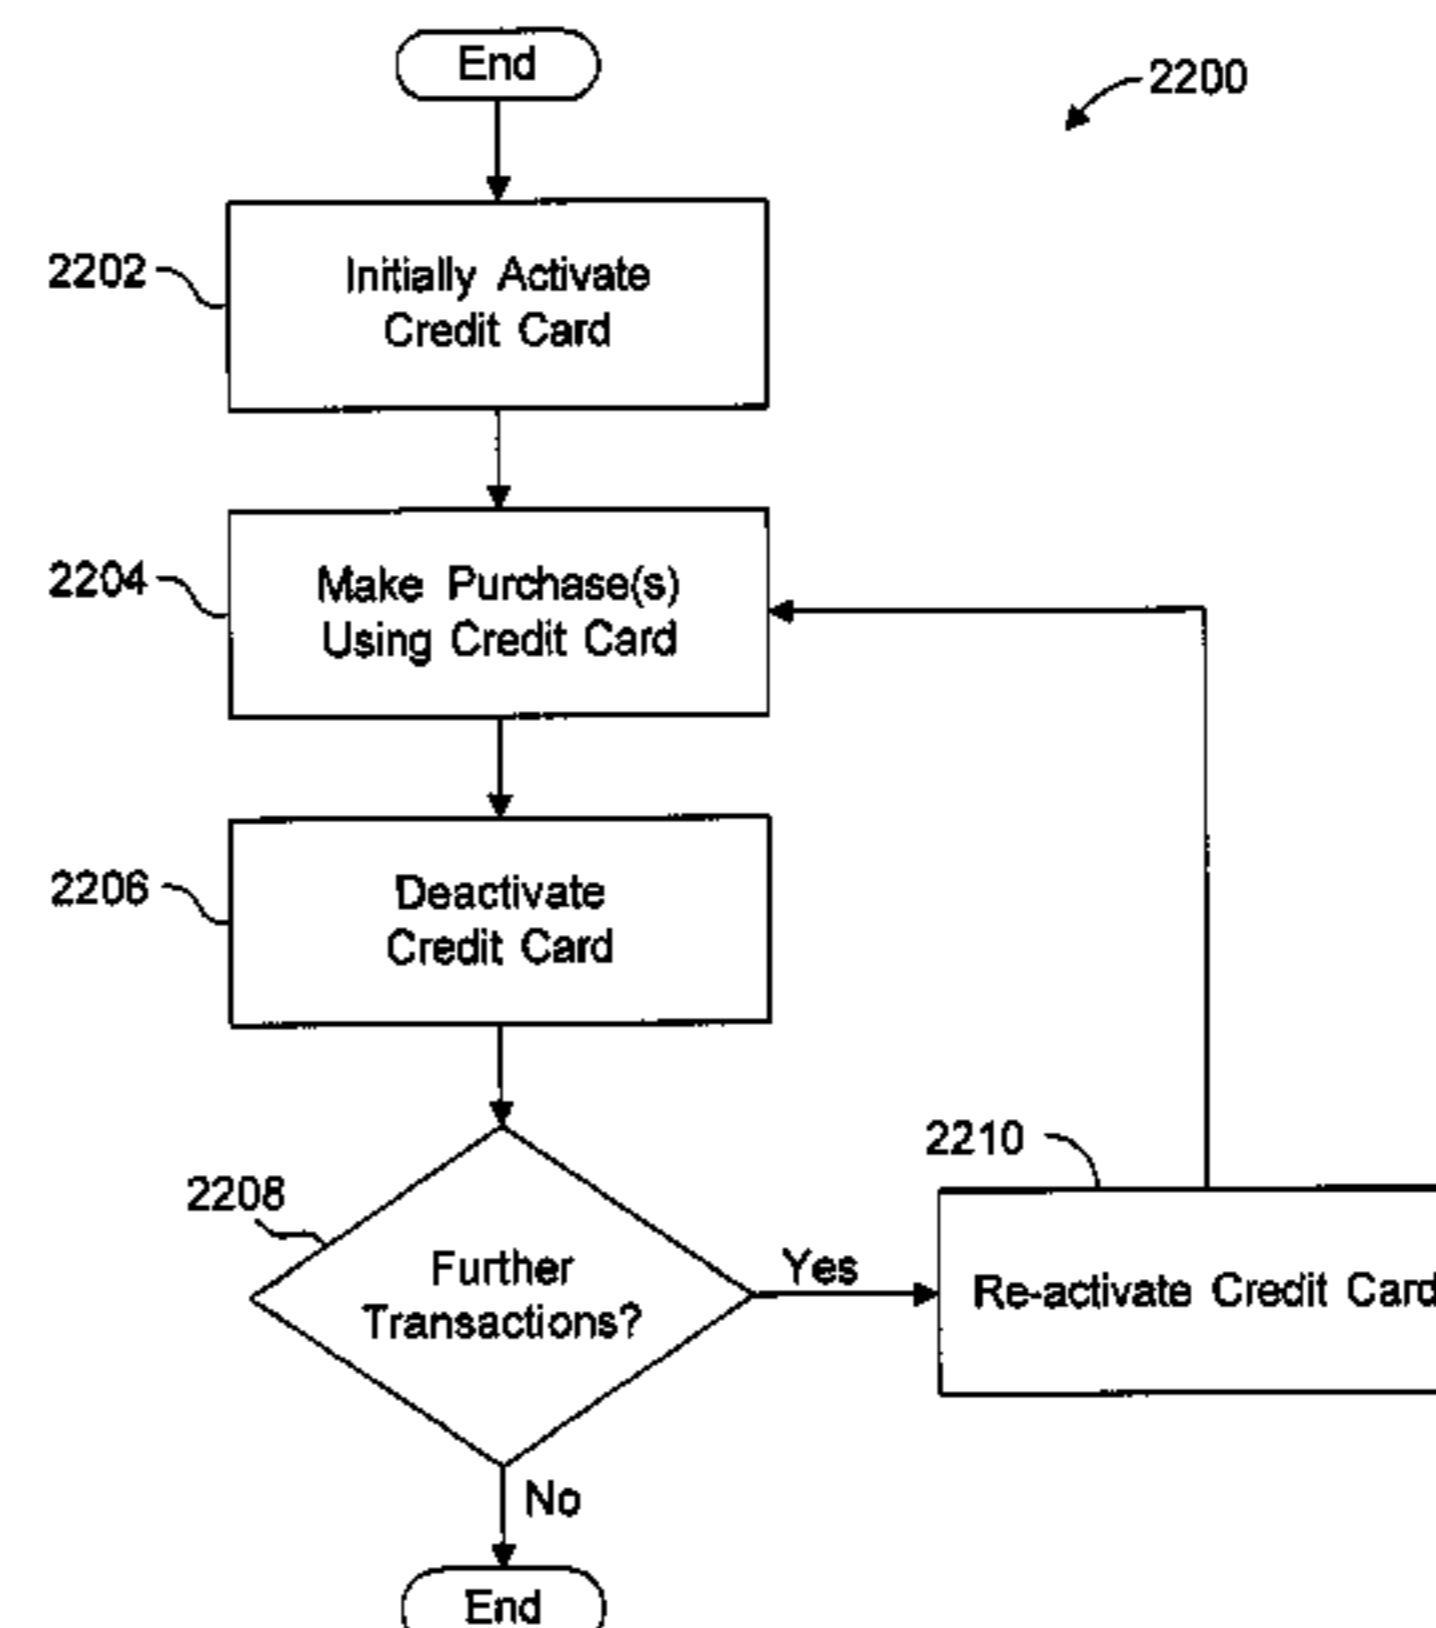 End
2200
2202
Initially Activate
Credit Card
2204
Make Purchase(s)
Using Credit Card
2206
Deactivate
Credit Card
2208
Further
Transactions?
Yes
2210
Re-activate Credit Card
No
End